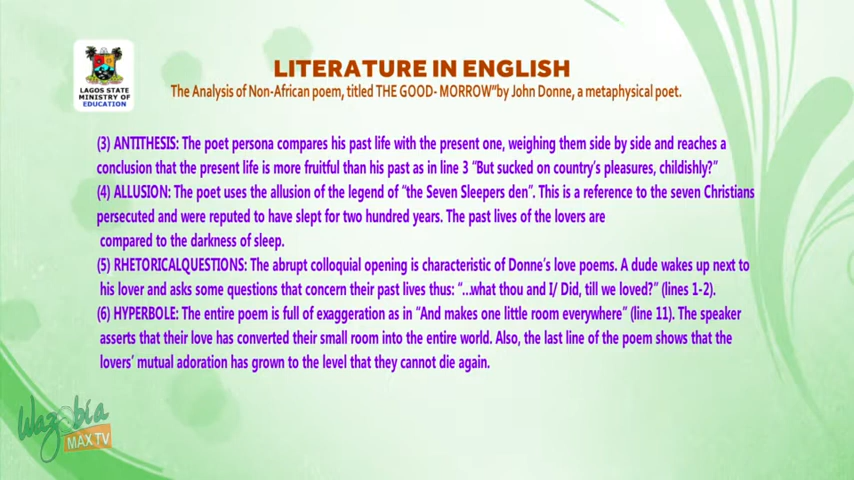 LITERATURE IN ENGLISH
The Analysis of Non-African poem, titled THE GOOD- MORROW"by John Donne, a metaphysical poet.
LAGOS STATE
MINISTRY OF
EDUCATION
(3) ANTITHESIS: The poet persona compares his past life with the present one, weighing them side by side and reaches a
conclusion that the present life is more fruitful than his past as in line 3 "But sucked on country's pleasures, childishly?"
(4) ALLUSION: The poet uses the allusion of the legend of "the Seven Sleepers den". This is a reference to the seven Christians
persecuted and were reputed to have slept for two hundred years. The past lives of the lovers are
compared to the darkness of sleep.
(5) RHETORICALQUESTIONS: The abrupt colloquial opening is characteristic of Donne's love poems. A dude wakes up next to
his lover and asks some questions that concern their past lives thus: "...what thou and I/ Did, till we loved?" (lines 1-2).
(6) HYPERBOLE: The entire poem is full of exaggeration as in "And makes one little room everywhere" (line 11). The speaker
asserts that their love has converted their small room into the entire world. Also, the last line of the poem shows that the
lovers' mutual adoration has grown to the level that they cannot die again.
Wazobia
MAX TV